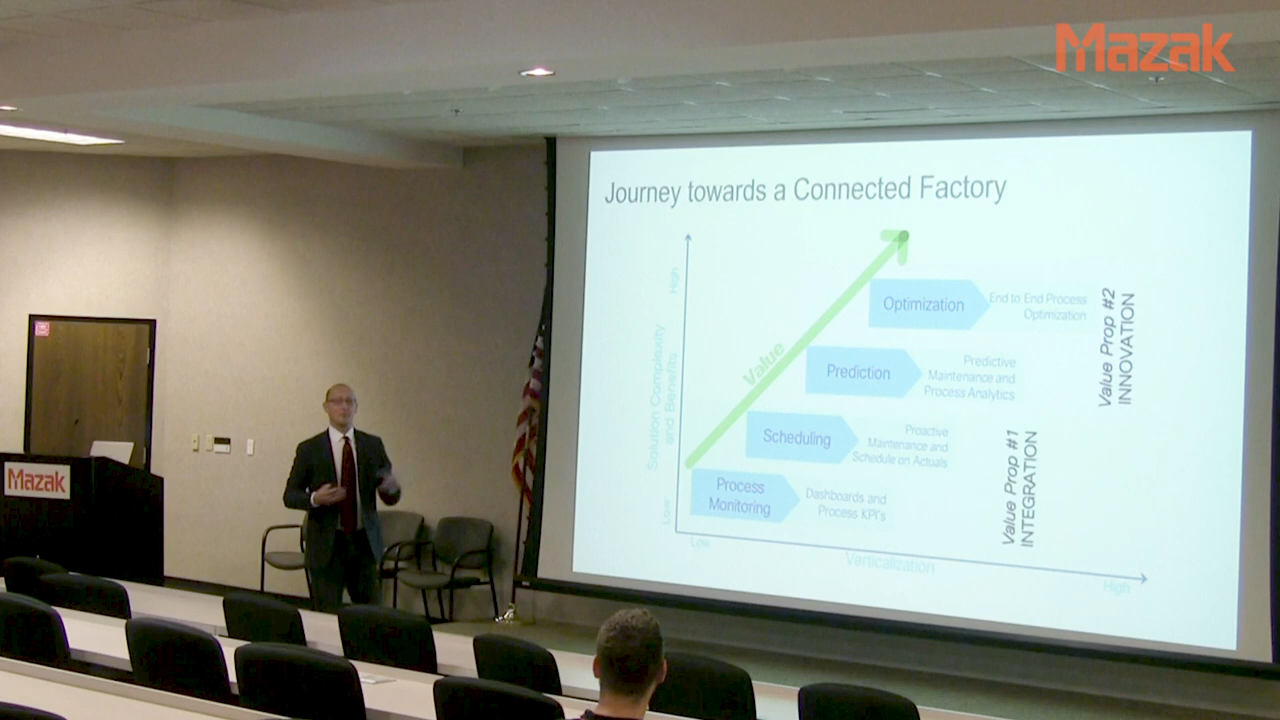 Mazak
Journey towards a Connected Factory
High
Solution Complexity
and Benefits
Low
Value
Optimization
End to End Process
Optimization
Prediction
Predictive
Maintenance and
Process Analytics
Scheduling
Proactive
Maintenance and
Schedule on Actuals
Process
Monitoring
Dashboards and
Process KPI's
Value Prop #2
INNOVATION
Value Prop #1
INTEGRATION
Low
Verticalization
High
Mazak